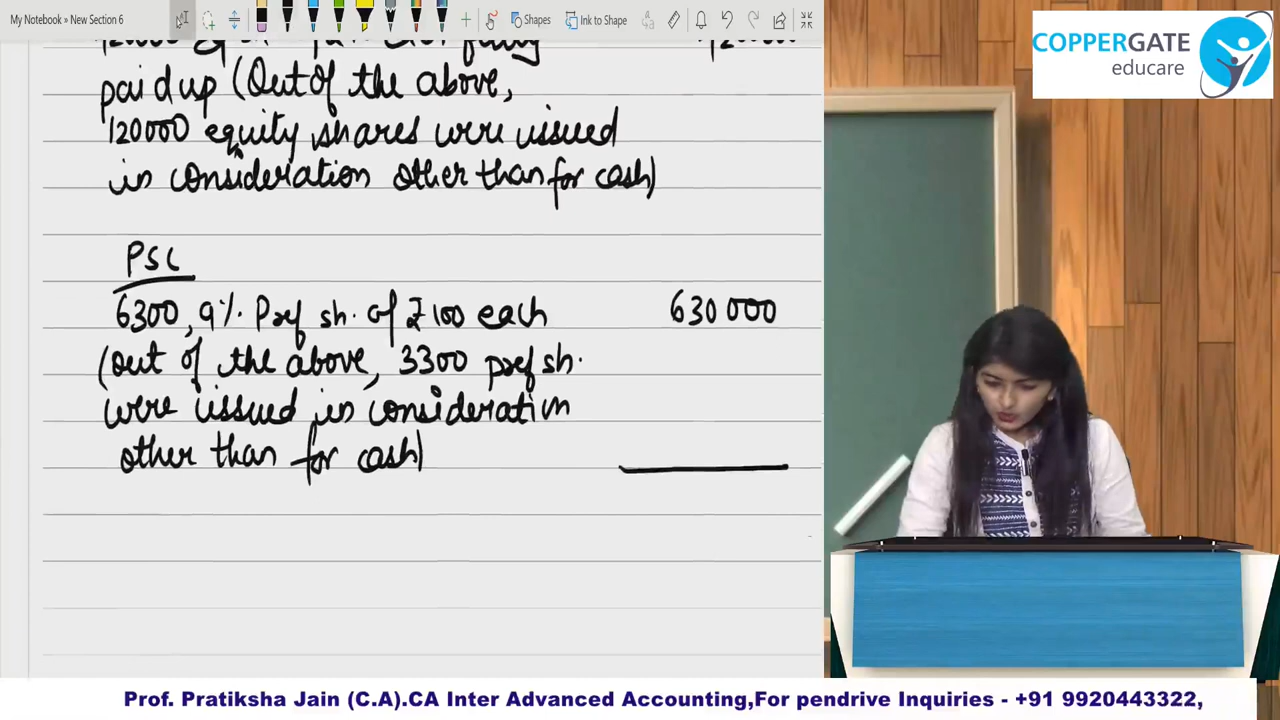 My Notebook » New Section 6
Shapes
Ink to Shape
COPPERGATE
educare
paid up (Out of the above,
120000 equity shares were issued
in consideration other than for cash)
PSC
6300, 9% Pref sh. of ₹100 each 630 000
(Out of the above, 3300 pref sh.
were issued in consideration
other than for cash)
Prof. Pratiksha Jain (C.A).CA Inter Advanced Accounting,For pendrive Inquiries - +91 9920443322,